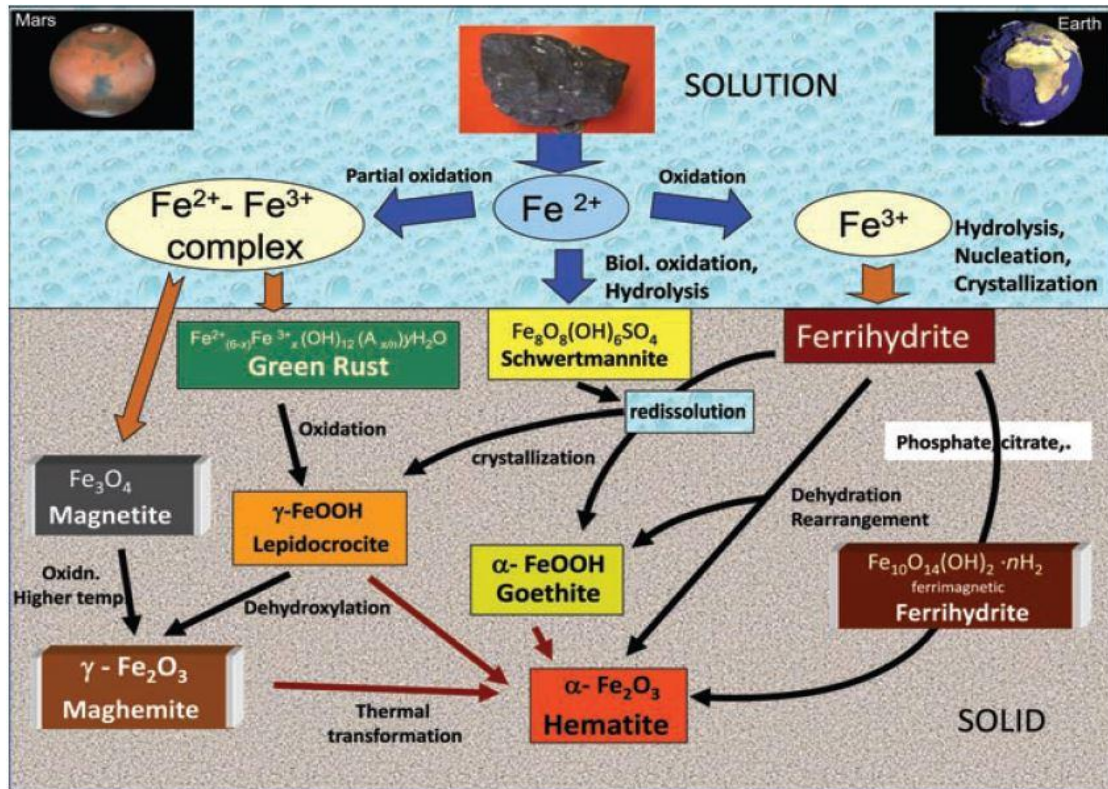 Mars
Earth
SOLUTION
Partial oxidation
Oxidation
Fe²⁺- Fe³⁺
complex
Fe ²⁺
Fe³⁺
Hydrolysis,
Nucleation,
Crystallization
Biol. oxidation,
Hydrolysis
Fe²⁺₍₆₋ₓ₎Fe ³⁺ₓ (OH)₁₂ (A ₓ/ₙ)yH₂O
Green Rust
Fe₈O₈(OH)₆SO₄
Schwertmannite
Ferrihydrite
redissolution
Oxidation
crystallization
Phosphate, citrate,.
Fe₃O₄
Magnetite
γ-FeOOH
Lepidocrocite
Dehydration
Rearrangement
α- FeOOH
Goethite
Fe₁₀O₁₄(OH)₂ ·nH₂
ferrimagnetic
Ferrihydrite
Oxidn.
Higher temp
Dehydroxylation
γ - Fe₂O₃
Maghemite
α- Fe₂O₃
Hematite
Thermal
transformation
SOLID